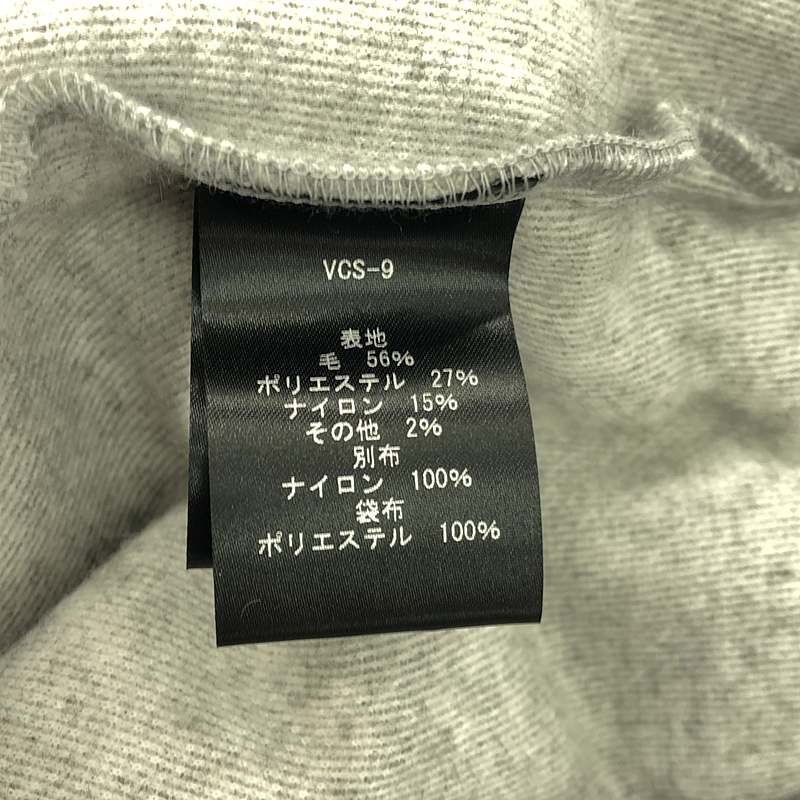 VCS-9
表地
毛 56%
ポリエステル 27%
ナイロン 15%
その他 2%
別布
ナイロン 100%
袋布
ポリエステル 100%